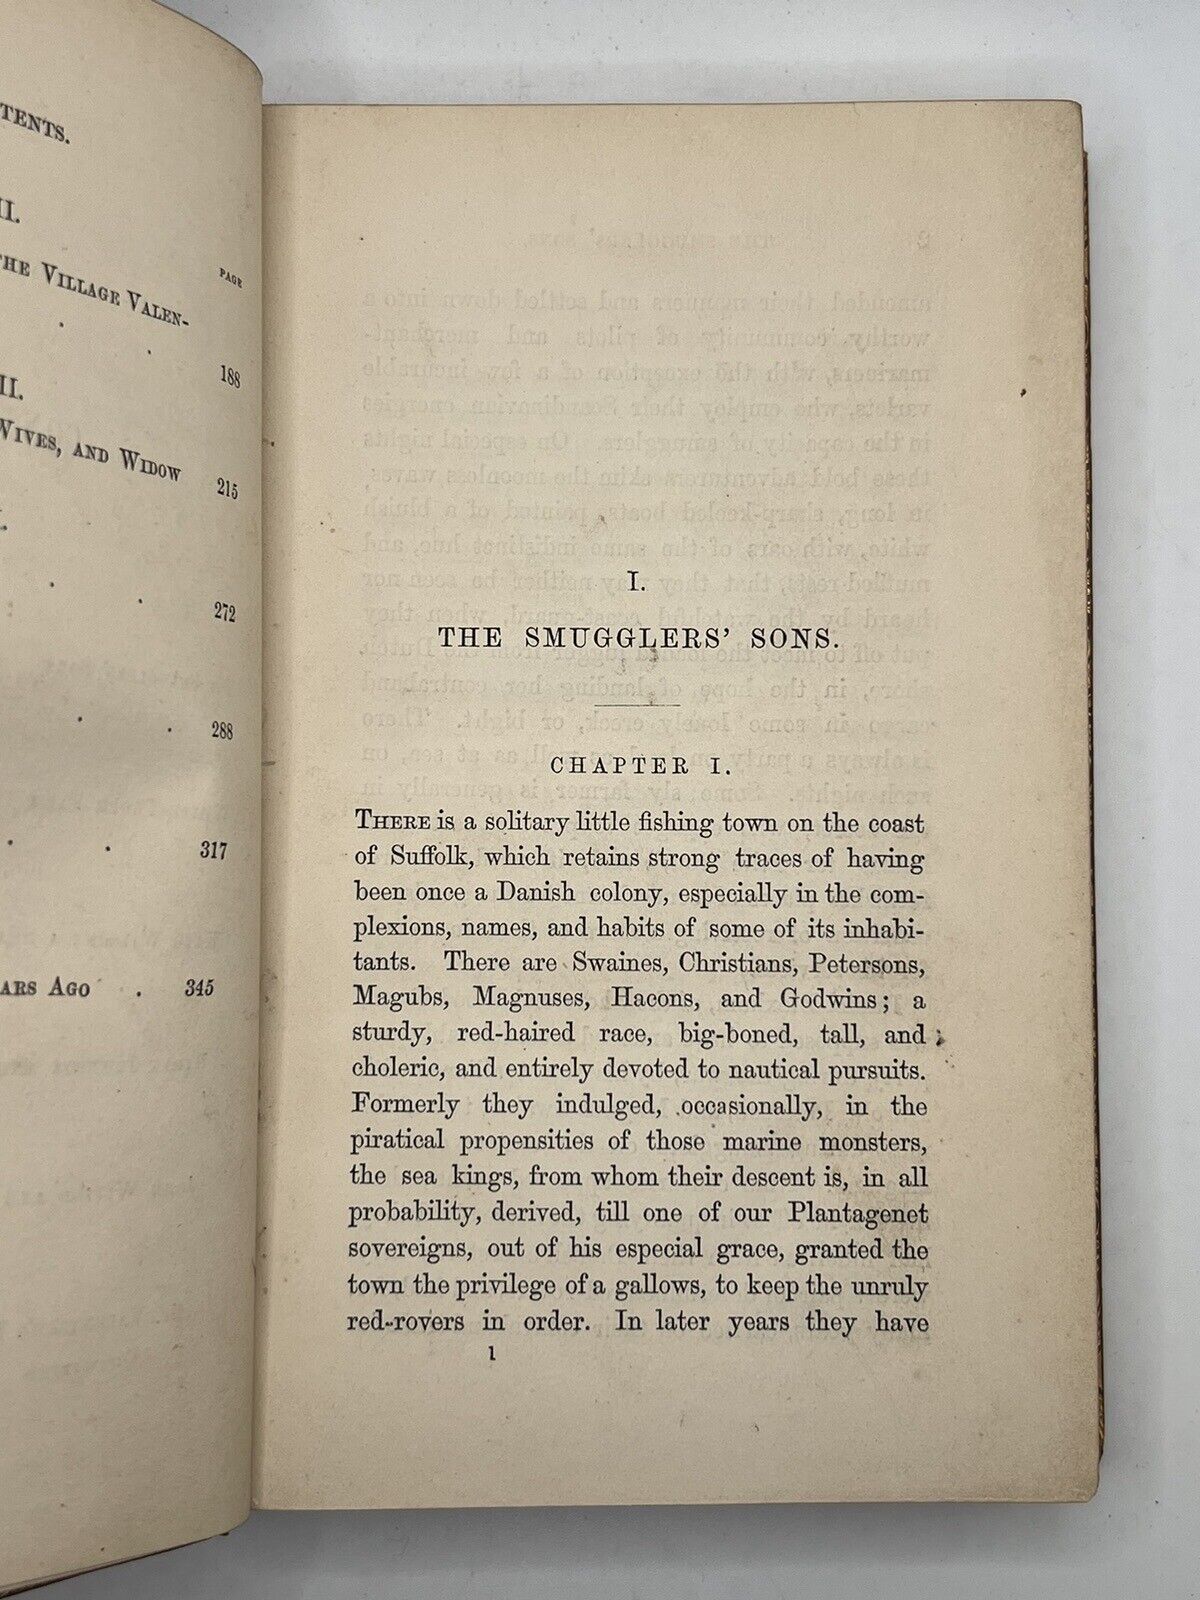 TENTS.
II.
PAGE
THE VILLAGE VALEN-
188
II.
WIVES, AND WIDOW
215
272
288
317
ARS AGO . 345
I.
THE SMUGGLERS' SONS.
CHAPTER I.
THERE is a solitary little fishing town on the coast
of Suffolk, which retains strong traces of having
been once a Danish colony, especially in the com-
plexions, names, and habits of some of its inhabi-
tants. There are Swaines, Christians, Petersons,
Magubs, Magnuses, Hacons, and Godwins; a
sturdy, red-haired race, big-boned, tall, and
choleric, and entirely devoted to nautical pursuits.
Formerly they indulged, occasionally, in the
piratical propensities of those marine monsters,
the sea kings, from whom their descent is, in all
probability, derived, till one of our Plantagenet
sovereigns, out of his especial grace, granted the
town the privilege of a gallows, to keep the unruly
red-rovers in order. In later years they have
1